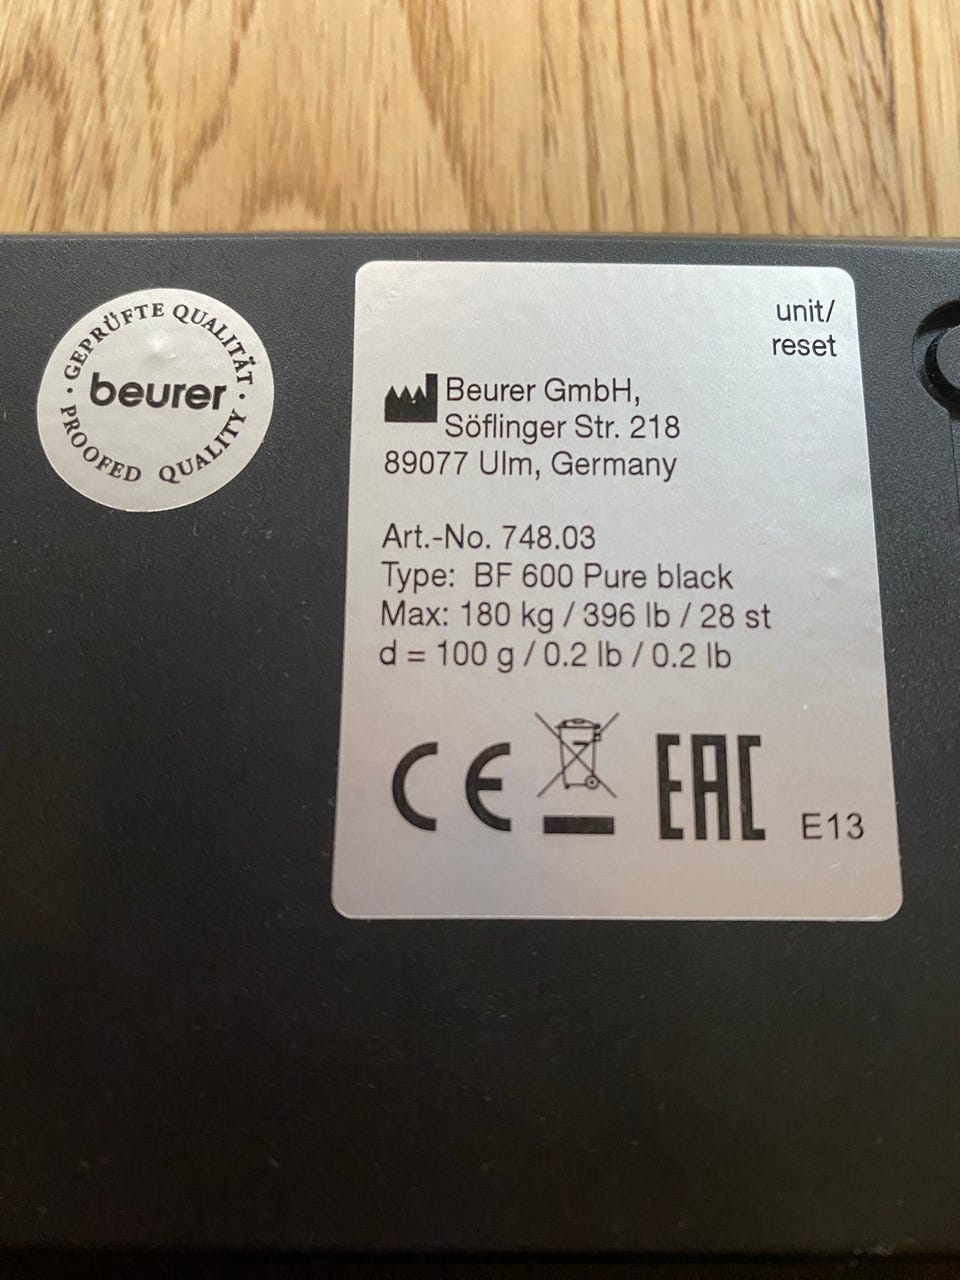 GEPRÜFTE QUALITÄT
beurer
PROOFED QUALITY
unit/
reset
Beurer GmbH,
Söflinger Str. 218
89077 Ulm, Germany
Art.-No. 748.03
Type: BF 600 Pure black
Max: 180 kg / 396 lb / 28 st
d = 100 g / 0.2 lb / 0.2 lb
CE
EAC
E13